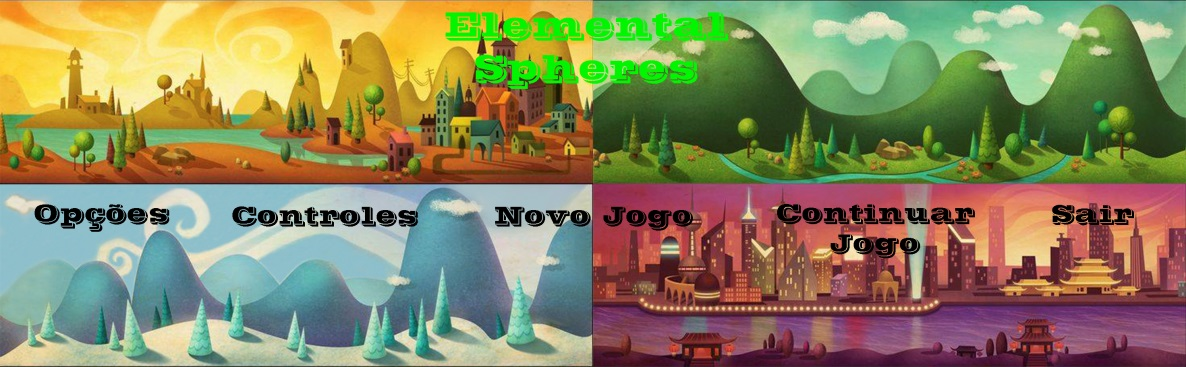 Elemental
Spheres
Opções
Controles
Novo Jogo
Continuar
Jogo
Sair